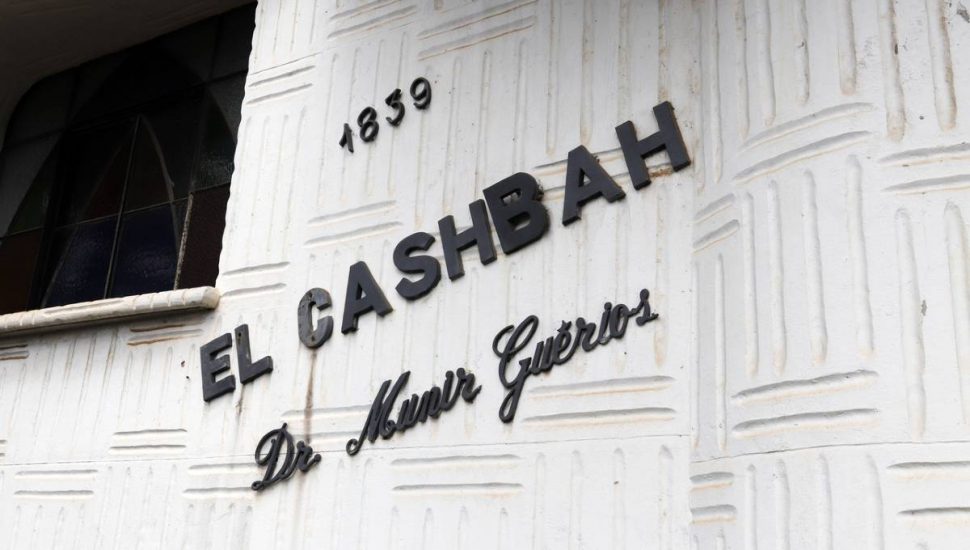 1839
EL CASHBAH
Dr. Munir Guérios